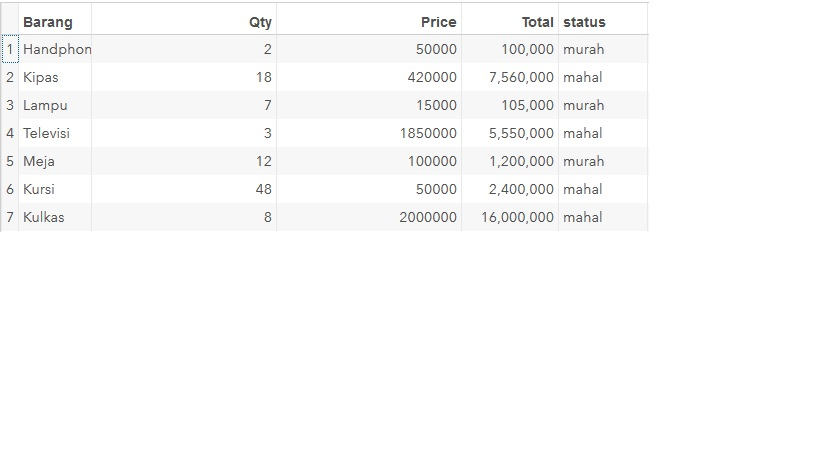 Barang Qty Price Total status
1 Handphon 2 50000 100,000 murah
2 Kipas 18 420000 7,560,000 mahal
3 Lampu 7 15000 105,000 murah
4 Televisi 3 1850000 5,550,000 mahal
5 Meja 12 100000 1,200,000 murah
6 Kursi 48 50000 2,400,000 mahal
7 Kulkas 8 2000000 16,000,000 mahal